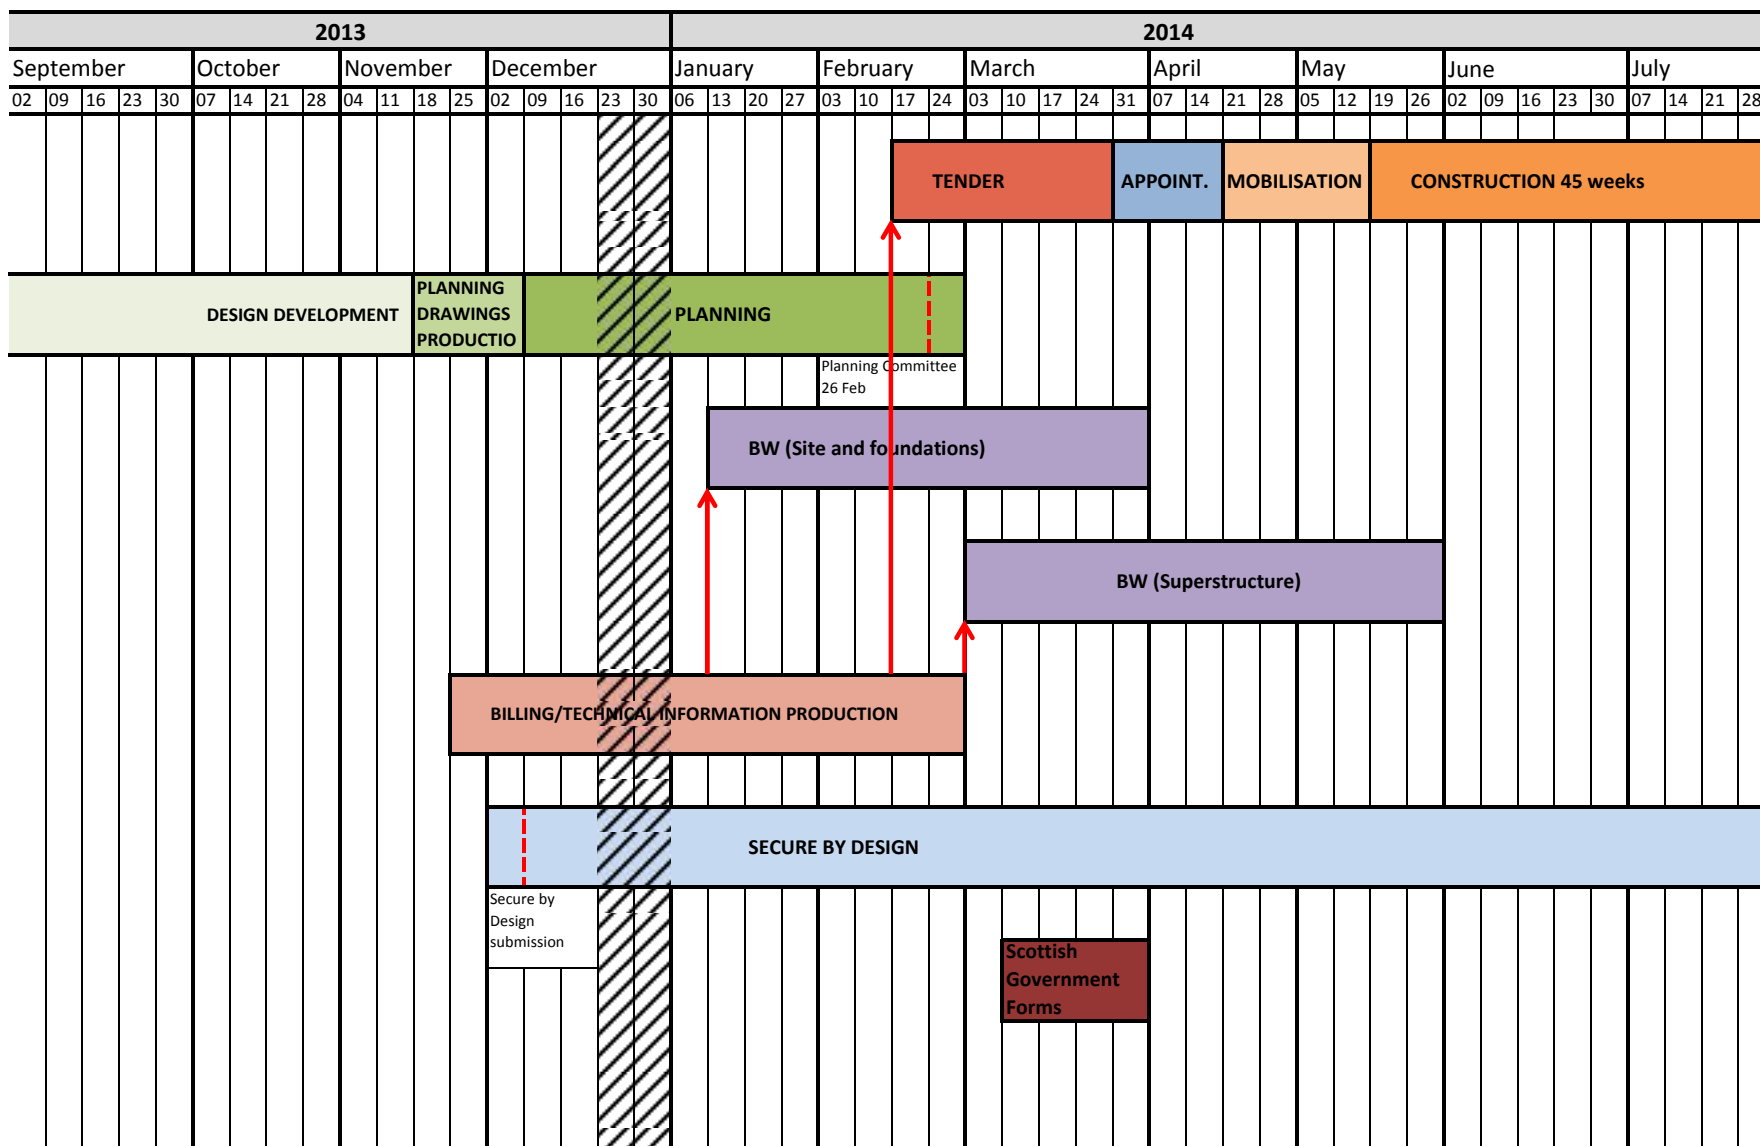 2013 2014
September October November December January February March April May June July
02 09 16 23 30 07 14 21 28 04 11 18 25 02 09 16 23 30 06 13 20 27 03 10 17 24 03 10 17 24 31 07 14 21 28 05 12 19 26 02 09 16 23 30 07 14 21 28
TENDER APPOINT. MOBILISATION CONSTRUCTION 45 weeks
DESIGN DEVELOPMENT
PLANNING
DRAWINGS
PRODUCTIO
PLANNING
Planning Committee
26 Feb
BW (Site and foundations)
BW (Superstructure)
BILLING/TECHNICAL INFORMATION PRODUCTION
SECURE BY DESIGN
Secure by
Design
submission
Scottish
Government
Forms